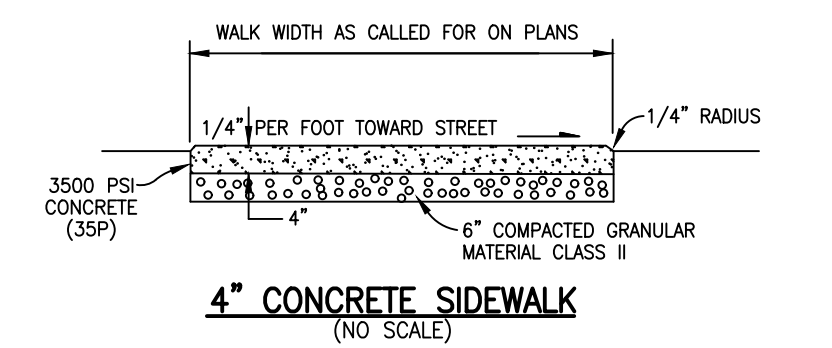 WALK WIDTH AS CALLED FOR ON PLANS
1/4" PER FOOT TOWARD STREET
1/4" RADIUS
3500 PSI
CONCRETE
(35P)
4"
6" COMPACTED GRANULAR
MATERIAL CLASS II
4" CONCRETE SIDEWALK
(NO SCALE)